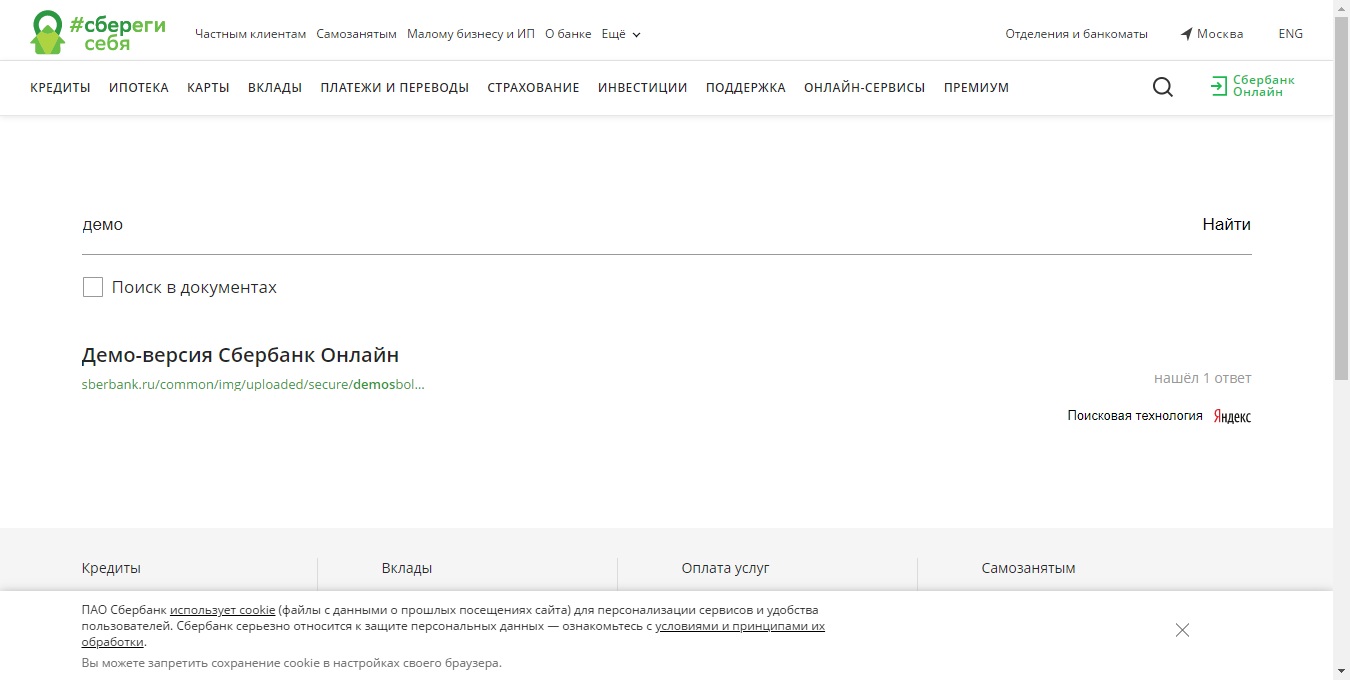 #сбереги
себя
Частным клиентам Самозанятым Малому бизнесу и ИП О банке Ещё
Отделения и банкоматы Москва ENG
КРЕДИТЫ ИПОТЕКА КАРТЫ ВКЛАДЫ ПЛАТЕЖИ И ПЕРЕВОДЫ СТРАХОВАНИЕ ИНВЕСТИЦИИ ПОДДЕРЖКА ОНЛАЙН-СЕРВИСЫ ПРЕМИУМ
Сбербанк
Онлайн
демо Найти
Поиск в документах
Демо-версия Сбербанк Онлайн
sberbank.ru/common/img/uploaded/secure/demosbol...
нашёл 1 ответ
Поисковая технология Яндекс
Кредиты Вклады Оплата услуг Самозанятым
ПАО Сбербанк использует cookie (файлы с данными о прошлых посещениях сайта) для персонализации сервисов и удобства
пользователей. Сбербанк серьезно относится к защите персональных данных — ознакомьтесь с условиями и принципами их
обработки.
Вы можете запретить сохранение cookie в настройках своего браузера.